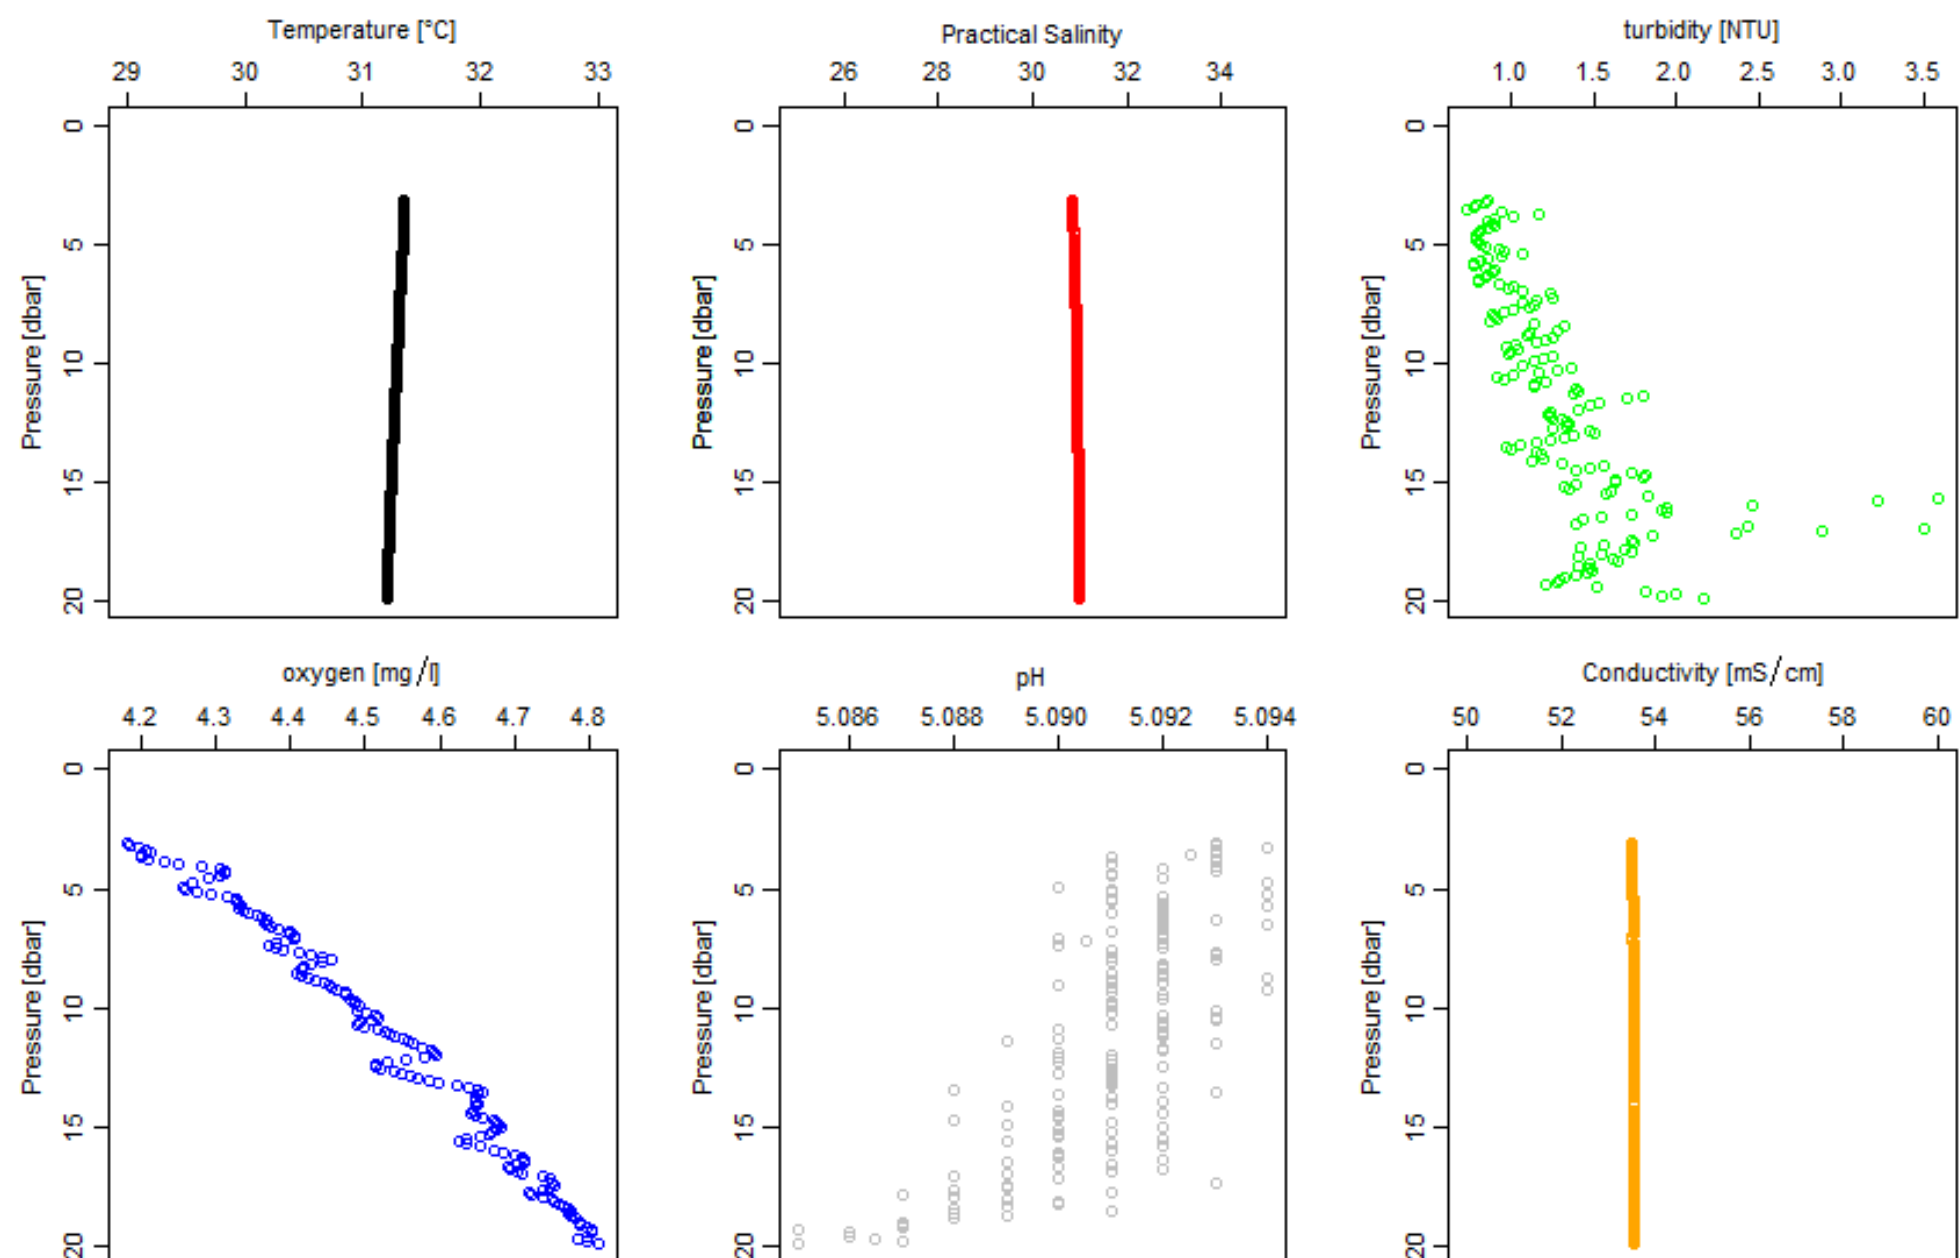 Temperature [°C]
29 30 31 32 33
Pressure [dbar]
0 5 10 15 20
Practical Salinity
26 28 30 32 34
Pressure [dbar]
0 5 10 15 20
turbidity [NTU]
1.0 1.5 2.0 2.5 3.0 3.5
Pressure [dbar]
0 5 10 15 20
oxygen [mg/l]
4.2 4.3 4.4 4.5 4.6 4.7 4.8
Pressure [dbar]
0 5 10 15 20
pH
5.086 5.088 5.090 5.092 5.094
Pressure [dbar]
0 5 10 15 20
Conductivity [mS/cm]
50 52 54 56 58 60
Pressure [dbar]
0 5 10 15 20